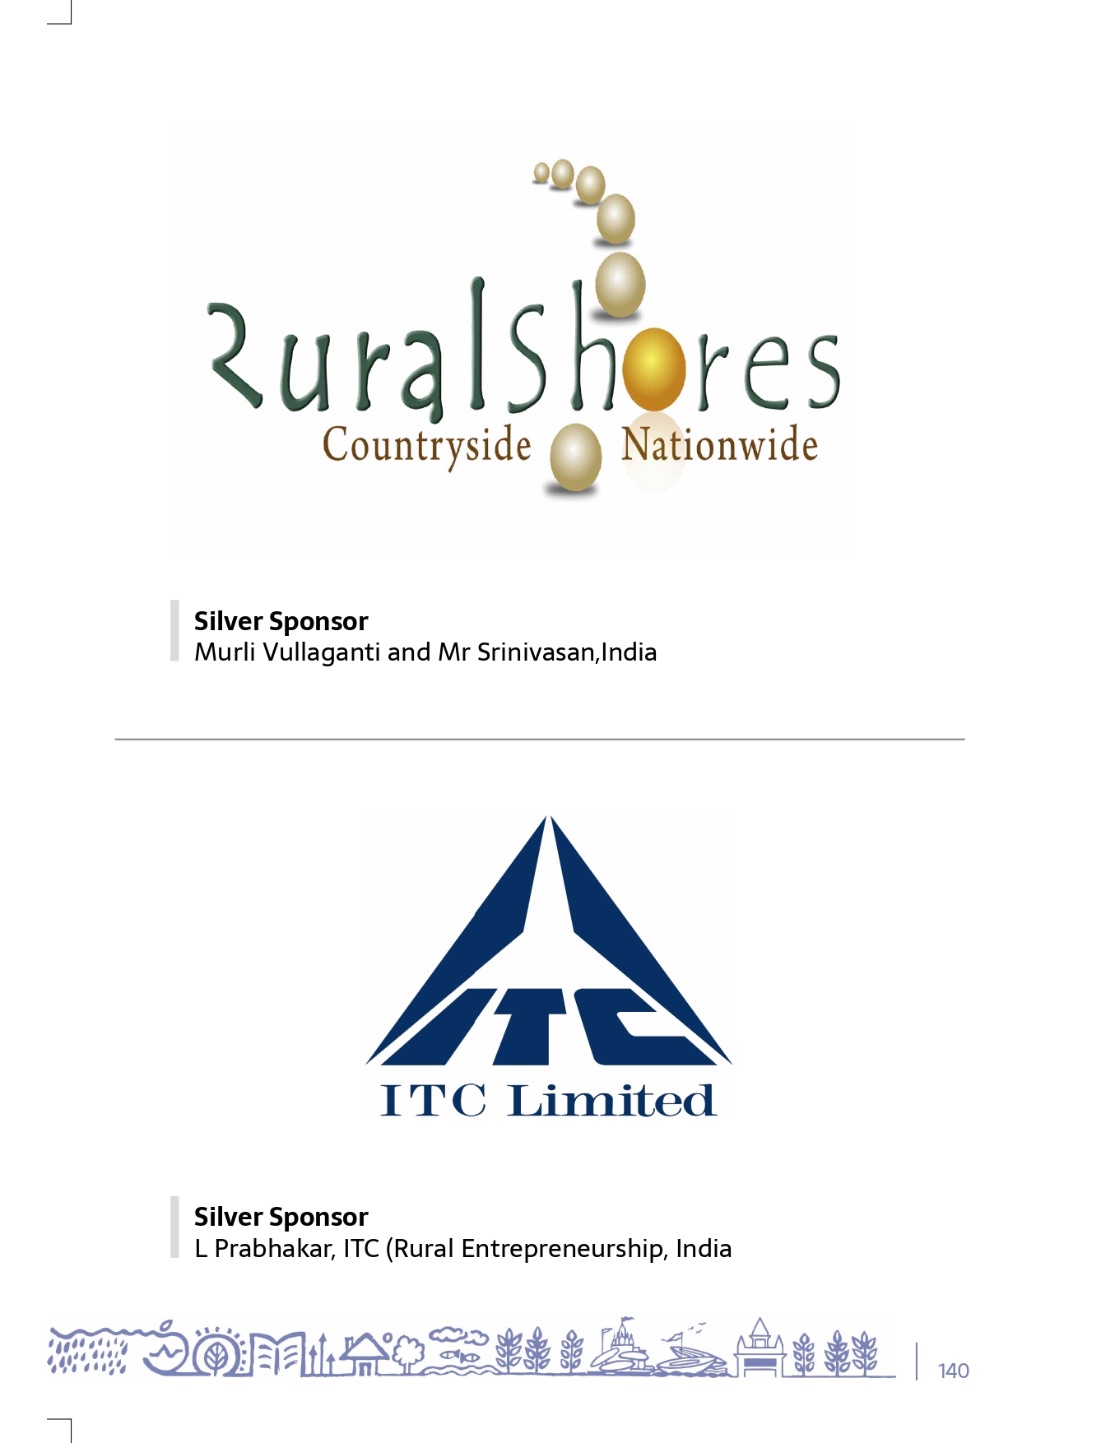 RuralShores
Countryside Nationwide
Silver Sponsor
Murli Vullaganti and Mr Srinivasan,India
ITC
ITC Limited
Silver Sponsor
L Prabhakar, ITC (Rural Entrepreneurship, India
140